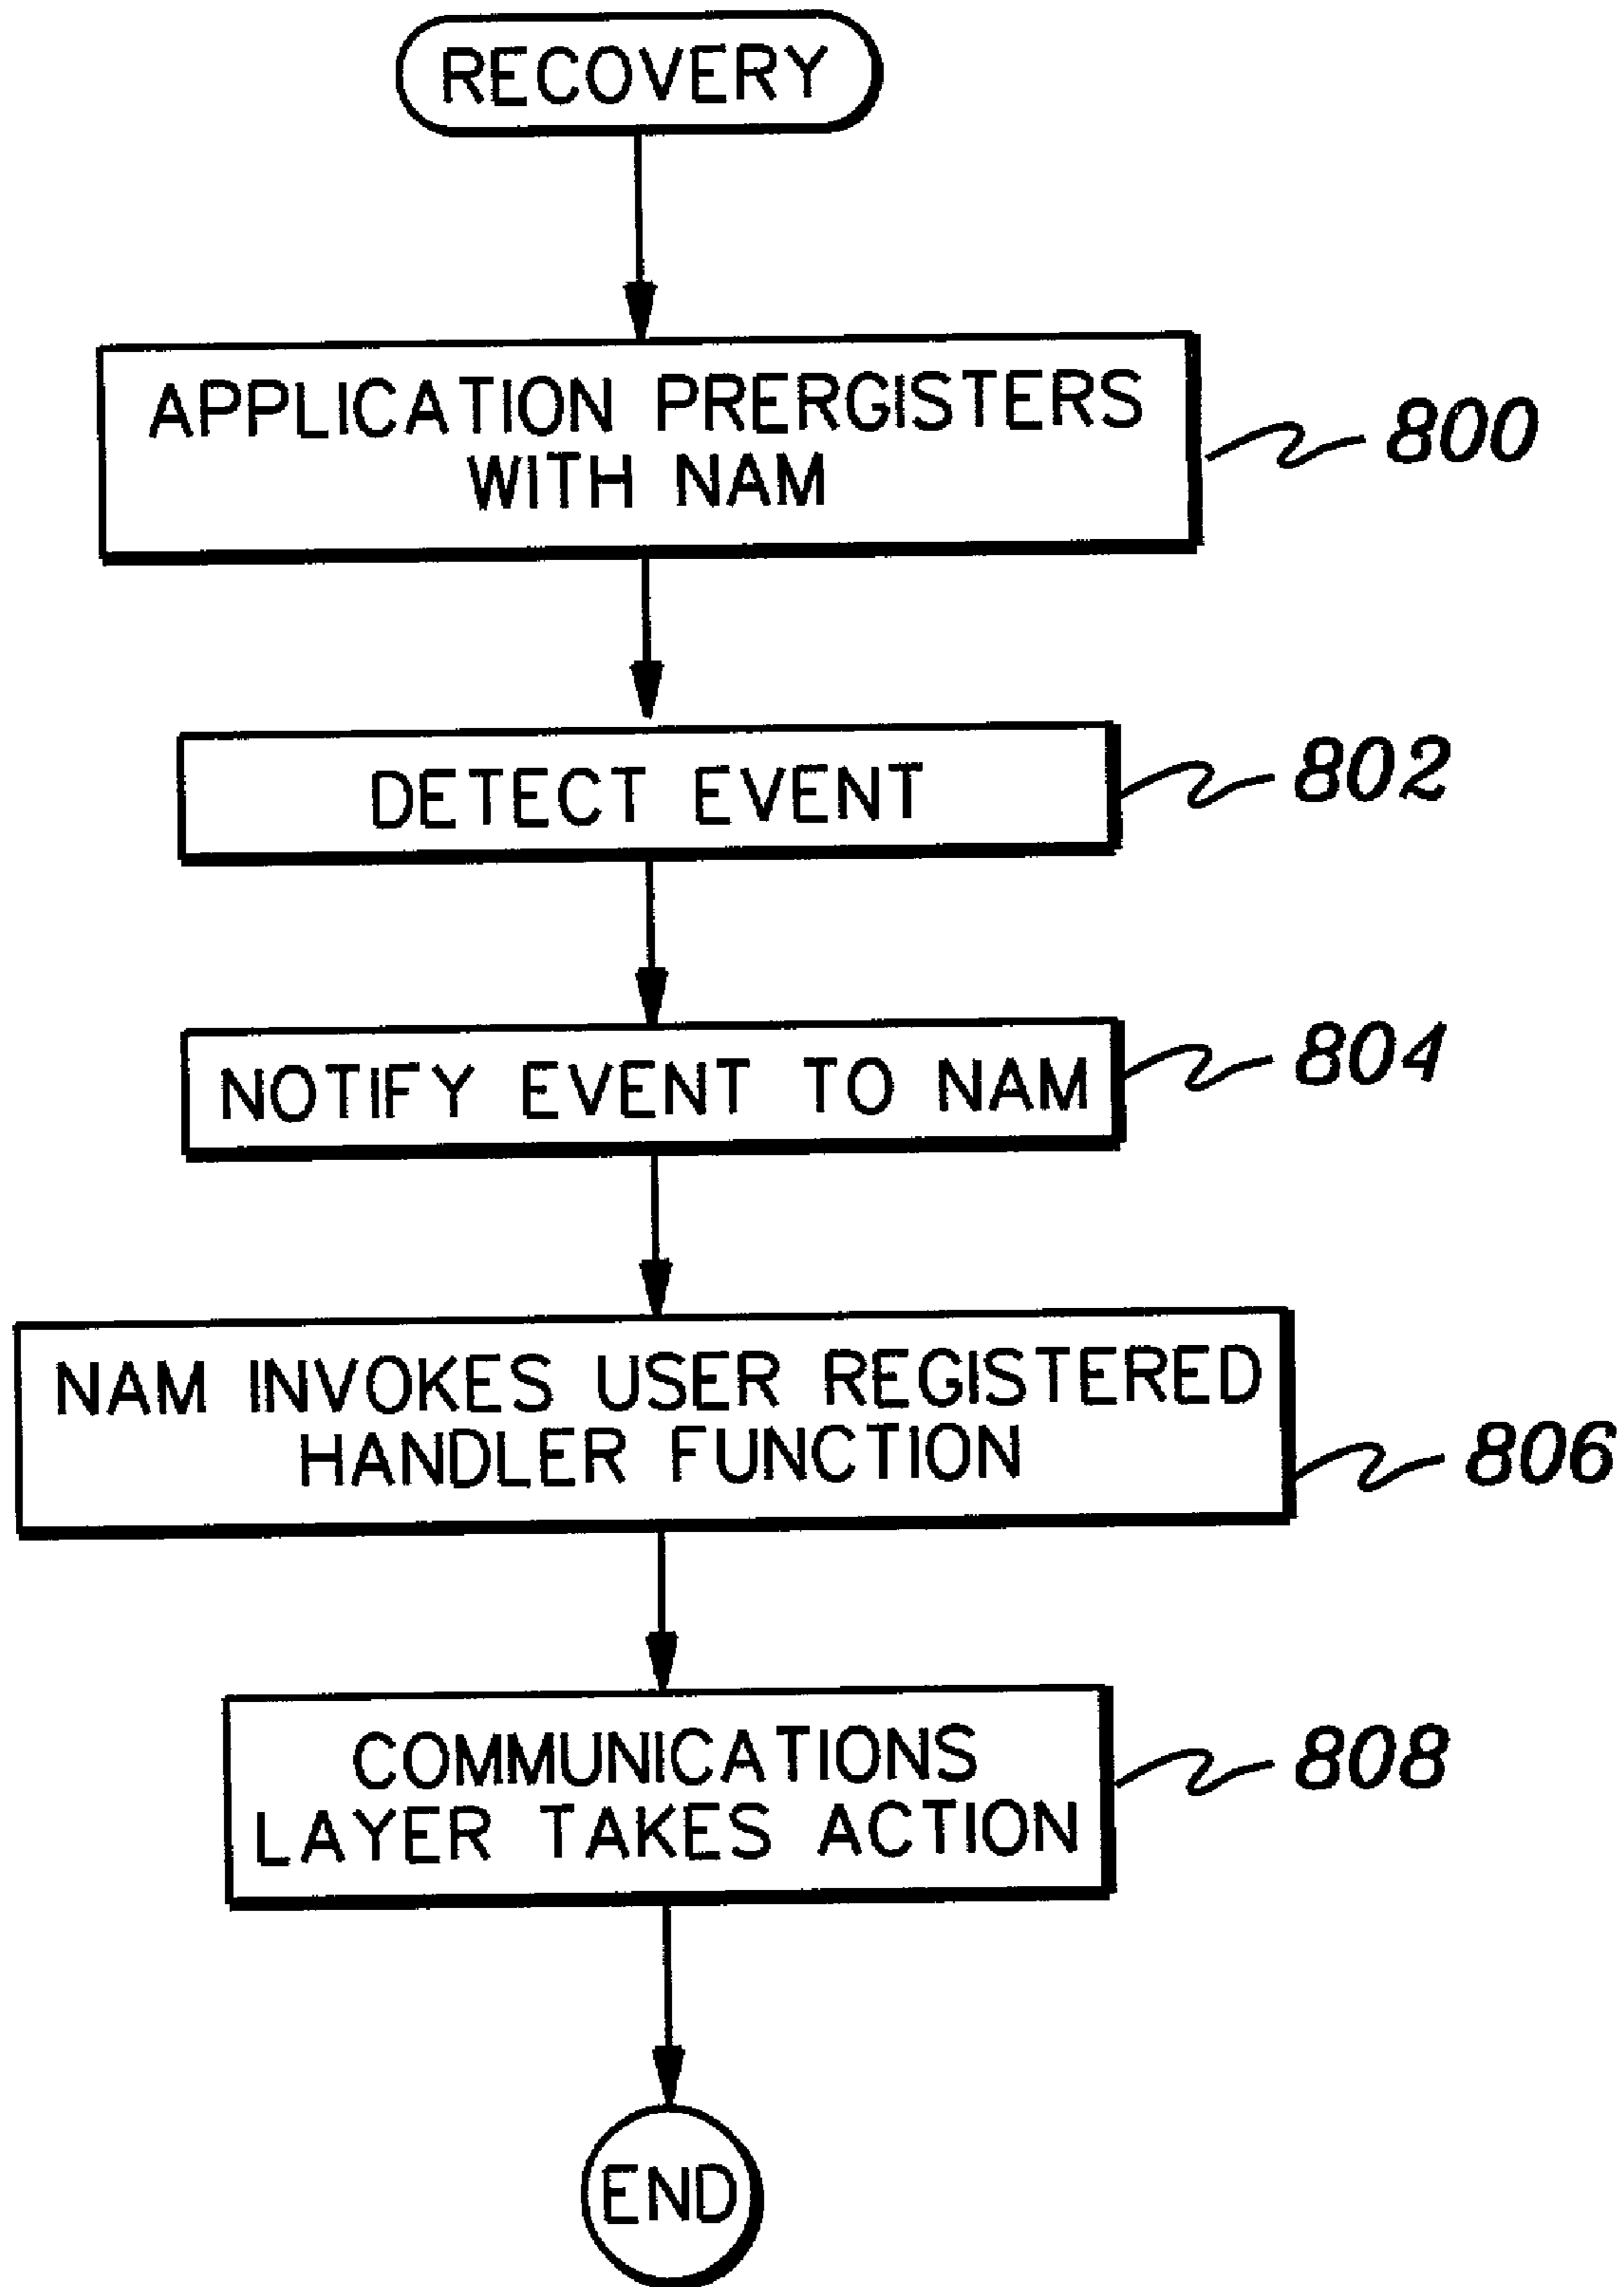 RECOVERY
APPLICATION PRERGISTERS
WITH NAM
800
DETECT EVENT
802
NOTIFY EVENT TO NAM
804
NAM INVOKES USER REGISTERED
HANDLER FUNCTION
806
COMMUNICATIONS
LAYER TAKES ACTION
808
END